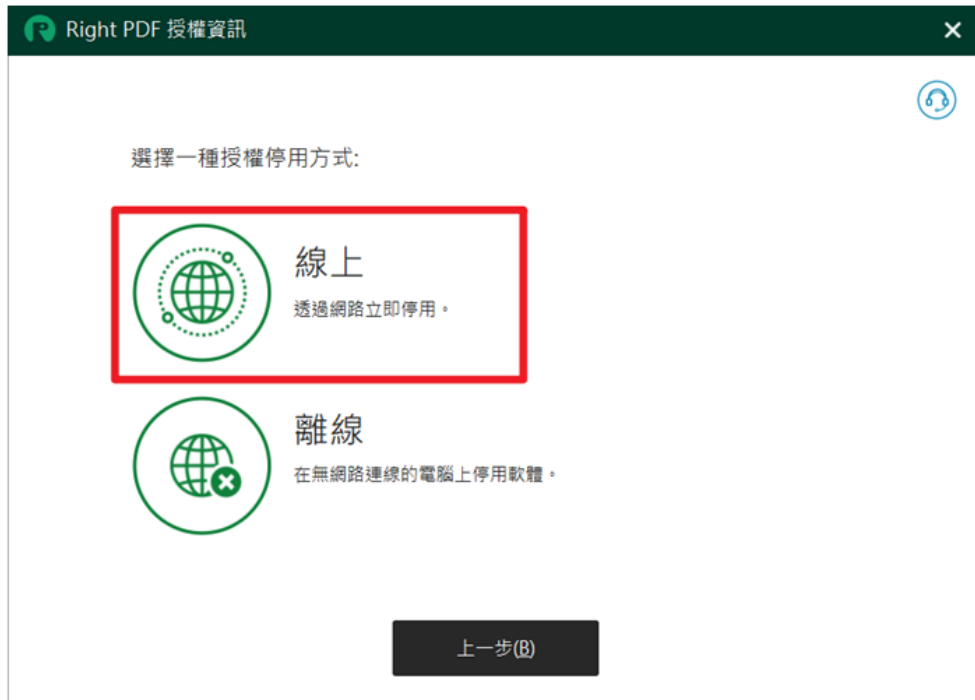 Right PDF 授權資訊
選擇一種授權停用方式:
線上
透過網路立即停用。
離線
在無網路連線的電腦上停用軟體。
上一步(B)